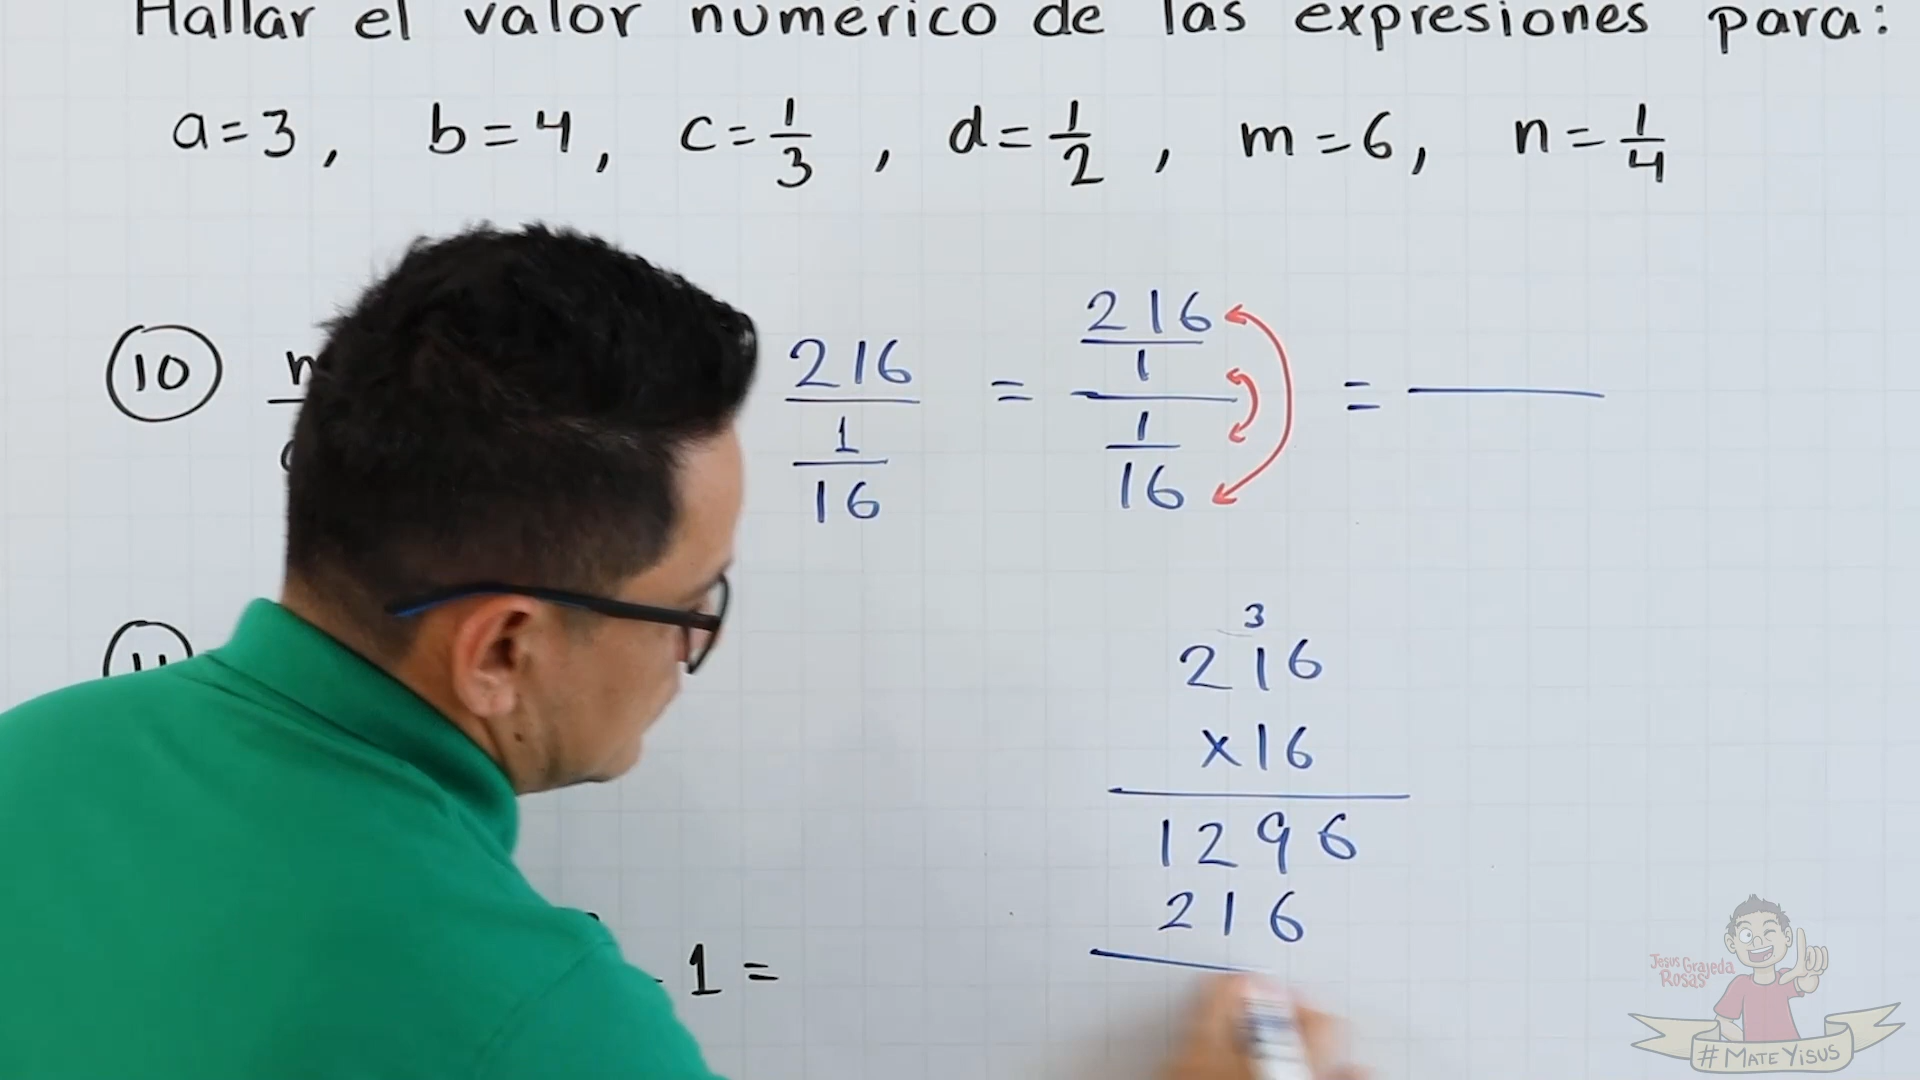 Hallar el valor numérico de las expresiones para:
a=3, b=4, c=1/3, d=1/2, m=6, n=1/4
10 216/(1/16) = (216/1)/(1/16) =
3
216
x16
1296
216
11
1=
Jesus Grajeda Rosas
#MATEYISUS